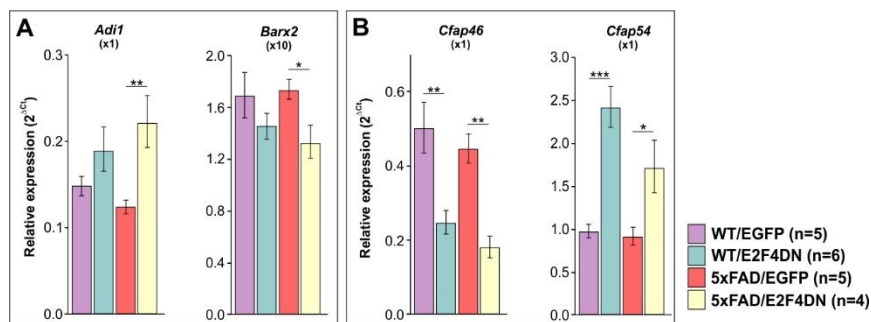 A
Adi1
(x1)
Relative expression (2^ΔCt)
0.3
0.2
0.1
0.0
**
Barx2
(x10)
2.0
1.6
1.2
0.8
0.4
0.0
*
B
Cfap46
(x1)
Relative expression (2^ΔCt)
0.6
0.4
0.2
0.0
**
**
Cfap54
(x1)
3.0
2.5
2.0
1.5
1.0
0.5
0.0
***
*
WT/EGFP (n=5)
WT/E2F4DN (n=6)
5xFAD/EGFP (n=5)
5xFAD/E2F4DN (n=4)